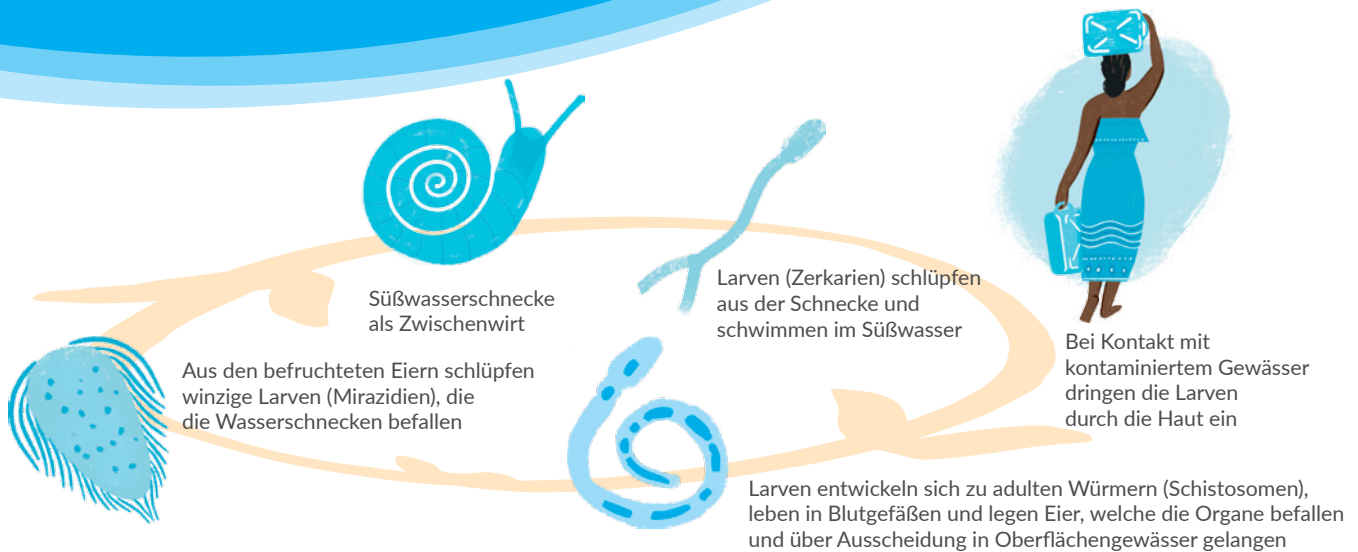 Süßwasserschnecke
als Zwischenwirt
Larven (Zerkarien) schlüpfen
aus der Schnecke und
schwimmen im Süßwasser
Bei Kontakt mit
kontaminiertem Gewässer
dringen die Larven
durch die Haut ein
Aus den befruchteten Eiern schlüpfen
winzige Larven (Mirazidien), die
die Wasserschnecken befallen
Larven entwickeln sich zu adulten Würmern (Schistosomen),
leben in Blutgefäßen und legen Eier, welche die Organe befallen
und über Ausscheidung in Oberflächengewässer gelangen